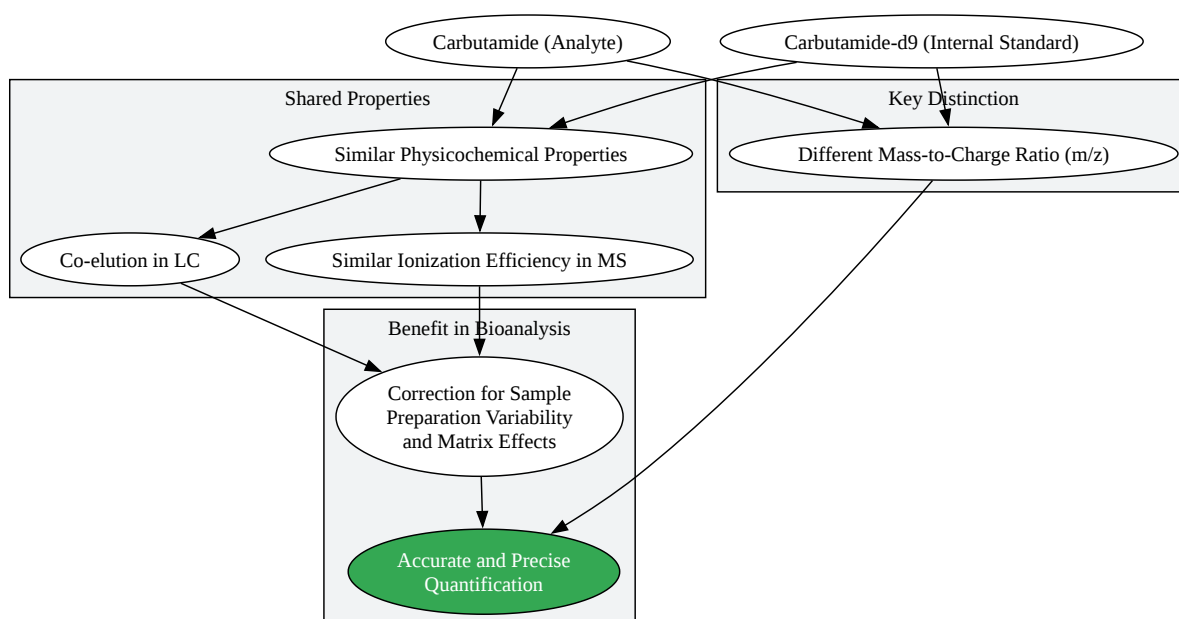 Carbutamide (Analyte)
Carbutamide-d9 (Internal Standard)
Shared Properties
Key Distinction
Similar Physicochemical Properties
Different Mass-to-Charge Ratio (m/z)
Co-elution in LC
Similar Ionization Efficiency in MS
Benefit in Bioanalysis
Correction for Sample
Preparation Variability
and Matrix Effects
Accurate and Precise
Quantification